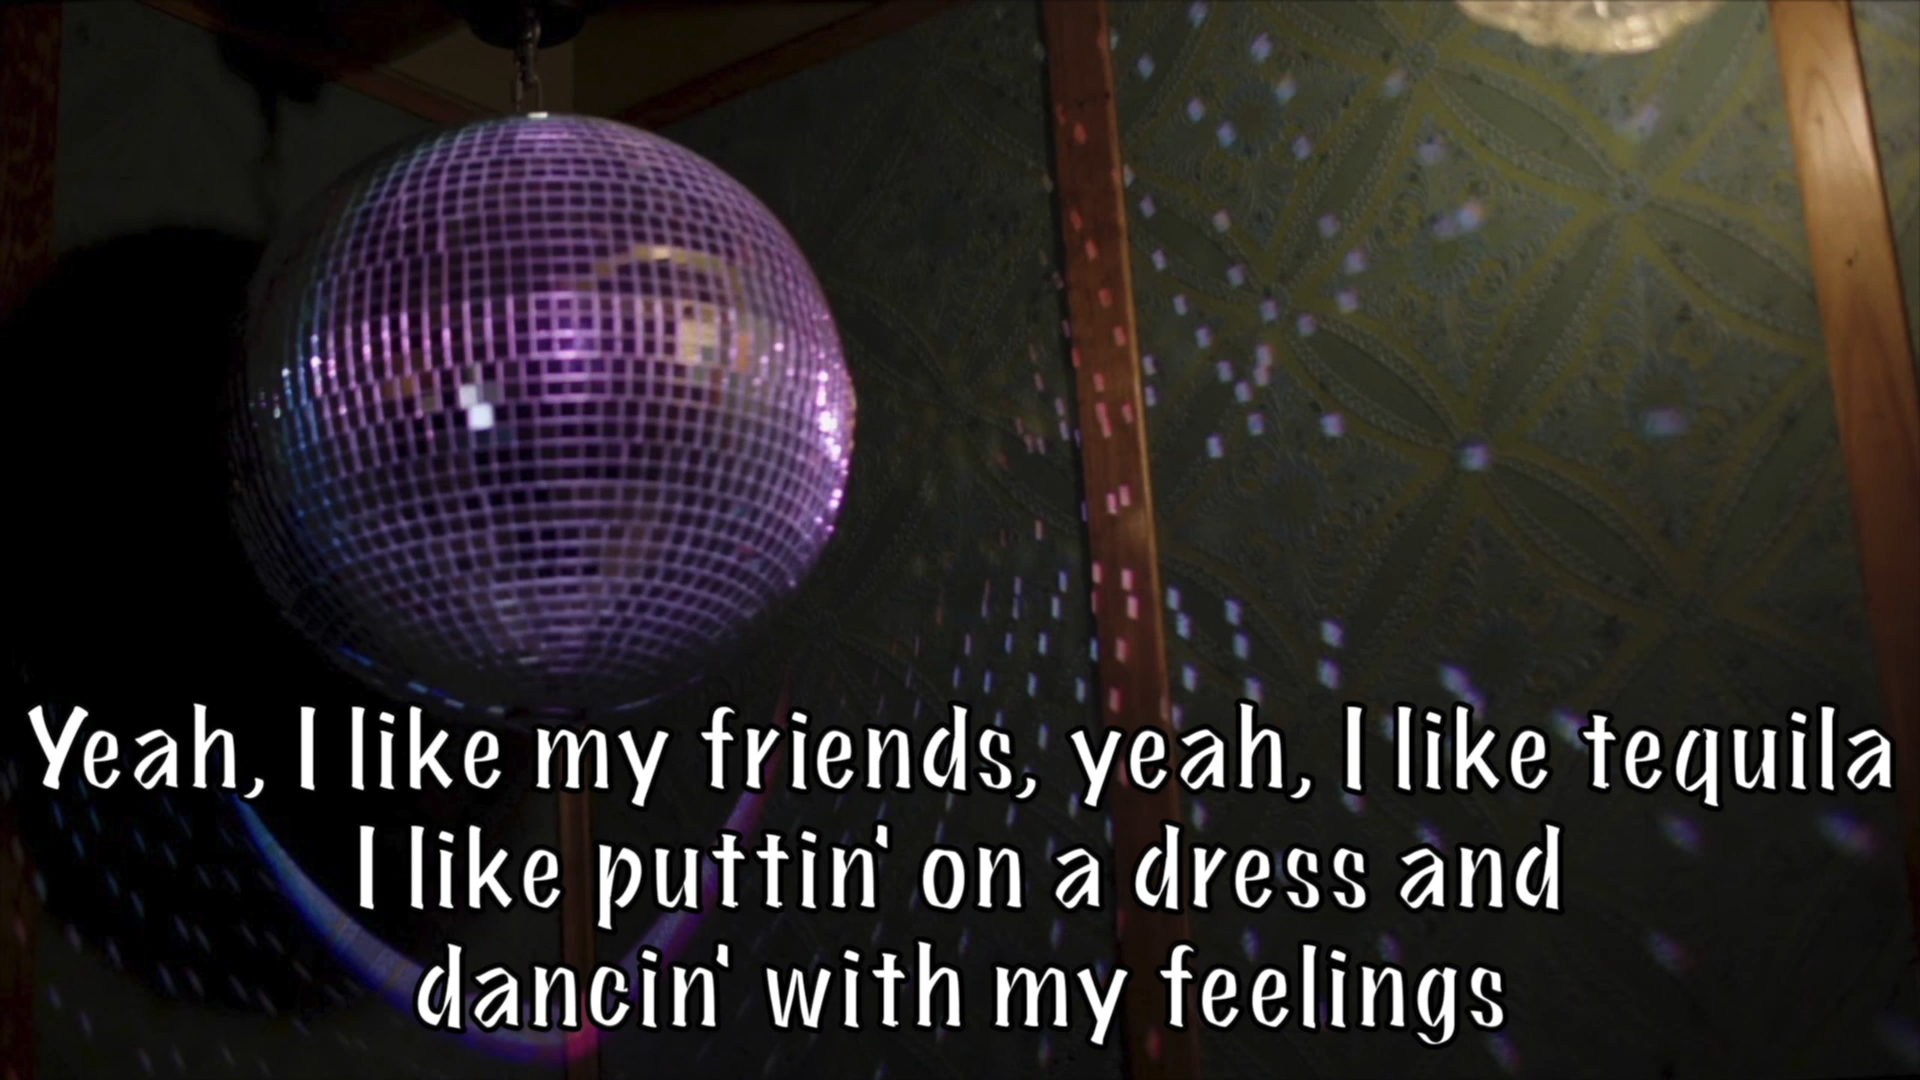 Yeah, I like my friends, yeah, I like tequila
I like puttin' on a dress and
dancin' with my feelings